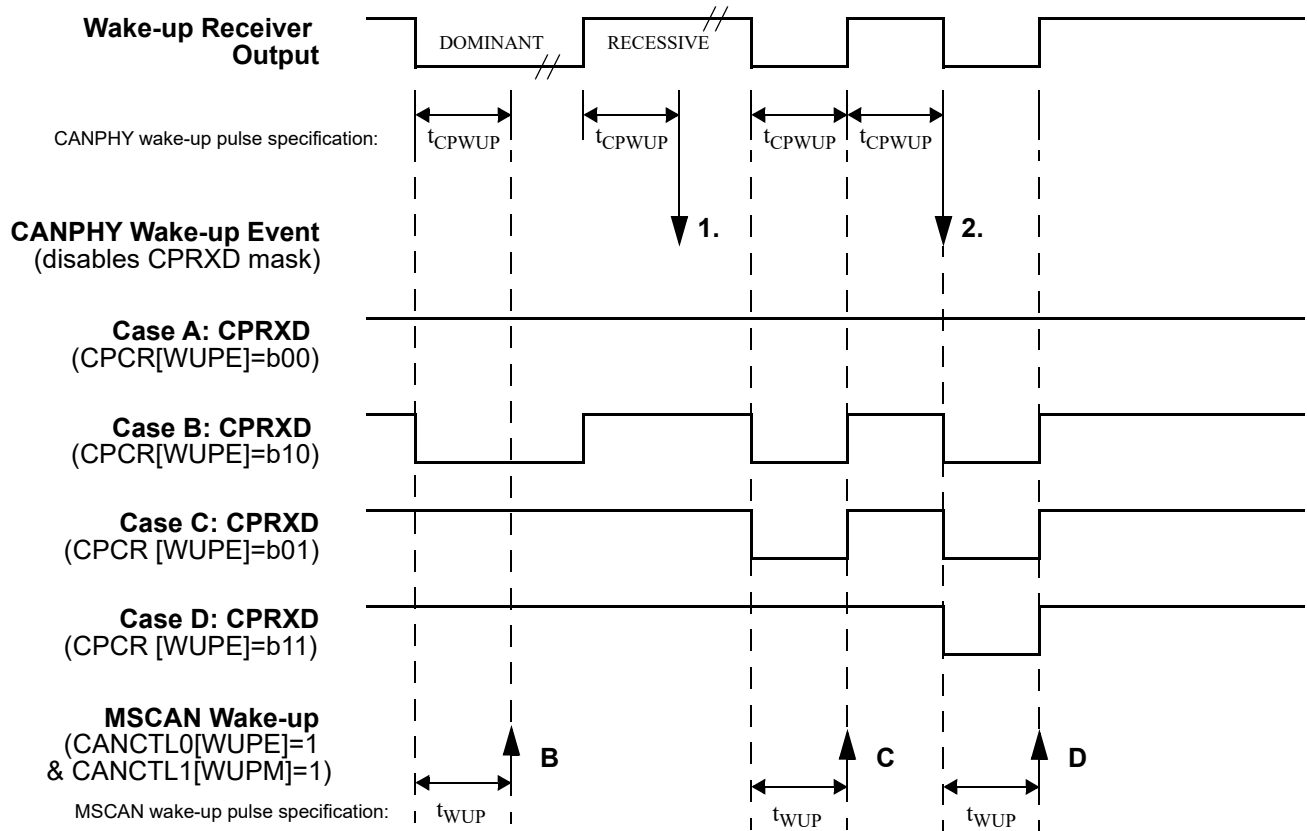 Wake-up Receiver
Output
DOMINANT
RECESSIVE
CANPHY wake-up pulse specification:
tCPWUP
tCPWUP
tCPWUP
tCPWUP
CANPHY Wake-up Event
(disables CPRXD mask)
1.
2.
Case A: CPRXD
(CPCR[WUPE]=b00)
Case B: CPRXD
(CPCR[WUPE]=b10)
Case C: CPRXD
(CPCR [WUPE]=b01)
Case D: CPRXD
(CPCR [WUPE]=b11)
MSCAN Wake-up
(CANCTL0[WUPE]=1
& CANCTL1[WUPM]=1)
B
C
D
MSCAN wake-up pulse specification:
tWUP
tWUP
tWUP